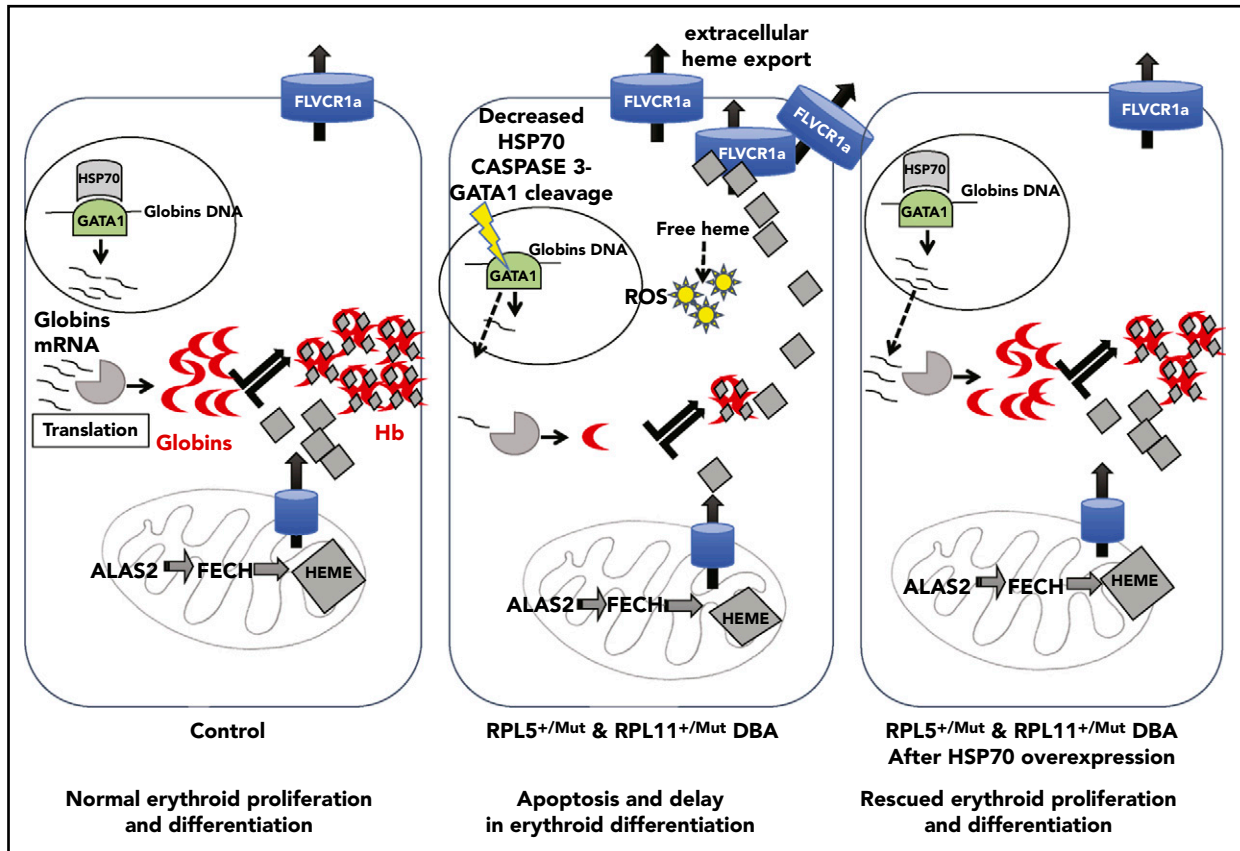 FLVCR1a
HSP70
GATA1
Globins DNA
Globins
mRNA
Translation
Globins
Hb
ALAS2
FECH
HEME
Control
Normal erythroid proliferation
and differentiation
extracellular
heme export
FLVCR1a
FLVCR1a
FLVCR1a
Decreased
HSP70
CASPASE 3-
GATA1 cleavage
Globins DNA
GATA1
Free heme
ROS
ALAS2
FECH
HEME
RPL5+/Mut & RPL11+/Mut DBA
Apoptosis and delay
in erythroid differentiation
FLVCR1a
HSP70
GATA1
Globins DNA
ALAS2
FECH
HEME
RPL5+/Mut & RPL11+/Mut DBA
After HSP70 overexpression
Rescued erythroid proliferation
and differentiation